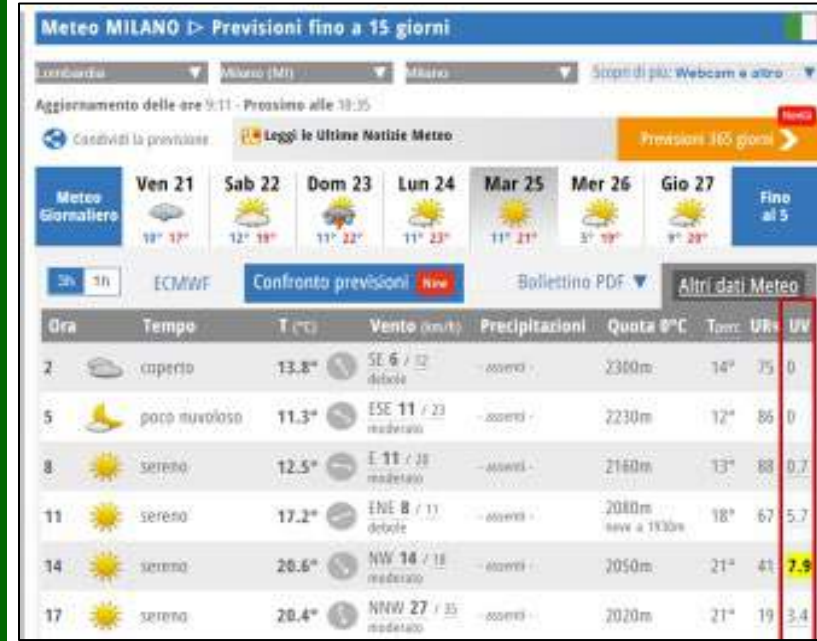 Meteo MILANO ▷ Previsioni fino a 15 giorni
Lombardia ▼ Milano (MI) ▼ Milano ▼ Scopri di più: Webcam e altro ▼
Aggiornamento delle ore 9:11 - Prossimo alle 18:35
Condividi la previsione Leggi le Ultime Notizie Meteo Previsioni 365 giorni Novità
Meteo Giornaliero Ven 21 Sab 22 Dom 23 Lun 24 Mar 25 Mer 26 Gio 27 Fino al 5
10° 17° 12° 19° 11° 22° 11° 23° 11° 21° 5° 19° 9° 20°
3h 1h ECMWF Confronto previsioni New Bollettino PDF ▼ Altri dati Meteo
Ora Tempo T (°C) Vento (km/h) Precipitazioni Quota 0°C Tperc UR% UV
2 coperto 13.8° SE 6 / 12 debole - assenti - 2300m 14° 75 0
5 poco nuvoloso 11.3° ESE 11 / 23 moderato - assenti - 2230m 12° 86 0
8 sereno 12.5° E 11 / 20 moderato - assenti - 2160m 13° 88 0.7
11 sereno 17.2° ENE 8 / 11 debole - assenti - 2080m neve a 1930m 18° 67 5.7
14 sereno 20.6° NW 14 / 18 moderato - assenti - 2050m 21° 41 7.9
17 sereno 20.4° NNW 27 / 35 moderato - assenti - 2020m 21° 19 3.4